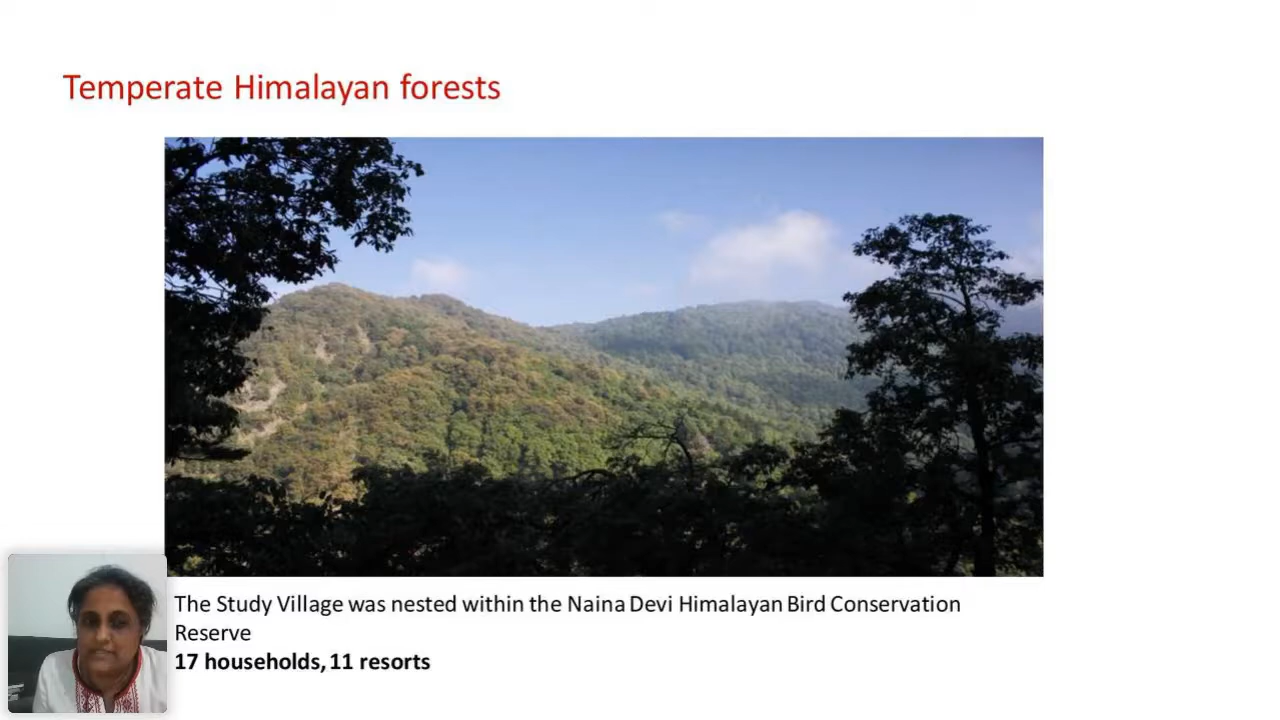 Temperate Himalayan forests
The Study Village was nested within the Naina Devi Himalayan Bird Conservation
Reserve
17 households, 11 resorts